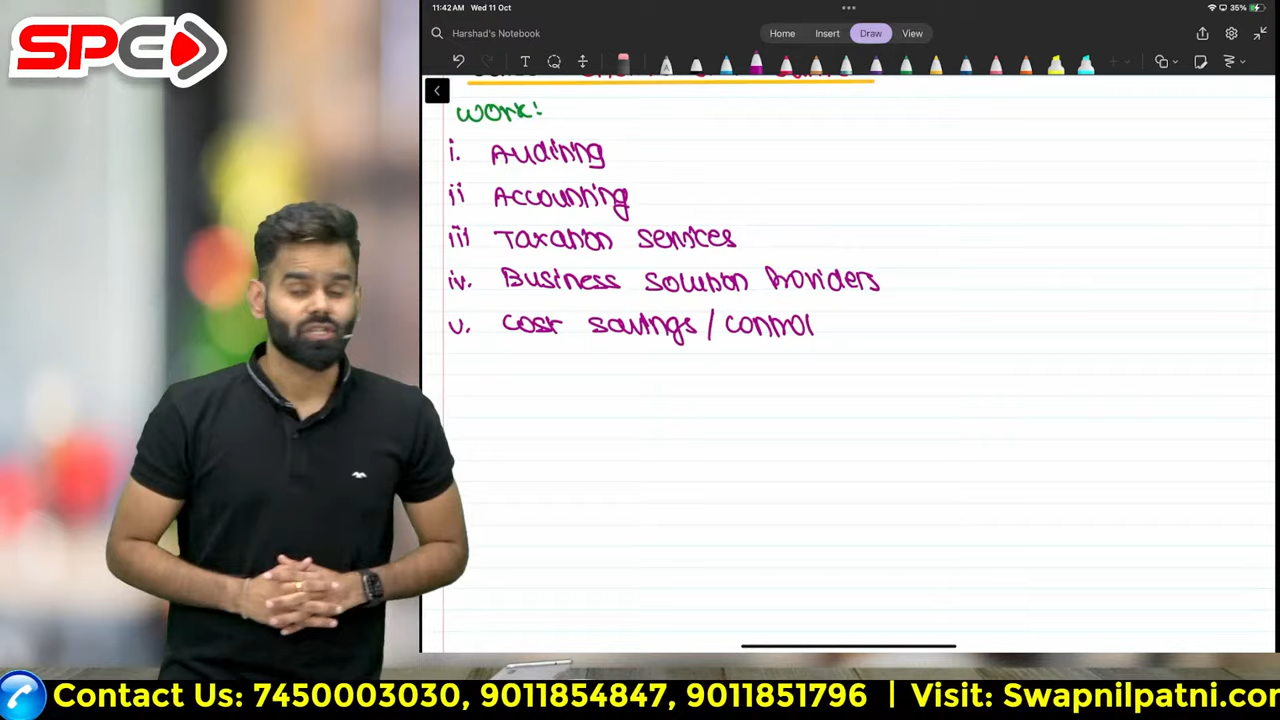 SPE
11:42 AM Wed 11 Oct
35%
Harshad's Notebook
Home Insert Draw View
Work:
i. Auditing
ii Accounting
iii Taxation services
iv. Business solution Providers
v. cost savings / control
Contact Us: 7450003030, 9011854847, 9011851796 | Visit: Swapnilpatni.co